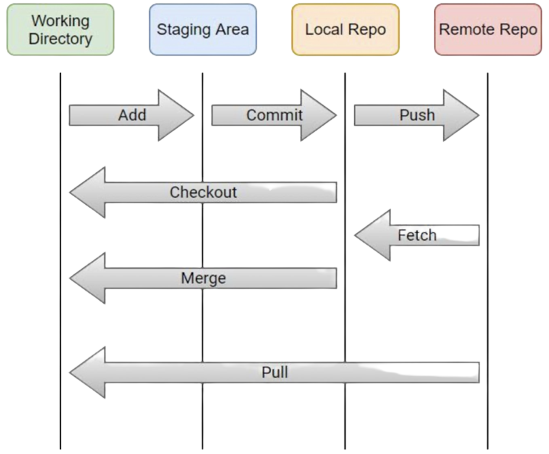 Working
Directory
Staging Area
Local Repo
Remote Repo
Add
Commit
Push
Checkout
Fetch
Merge
Pull